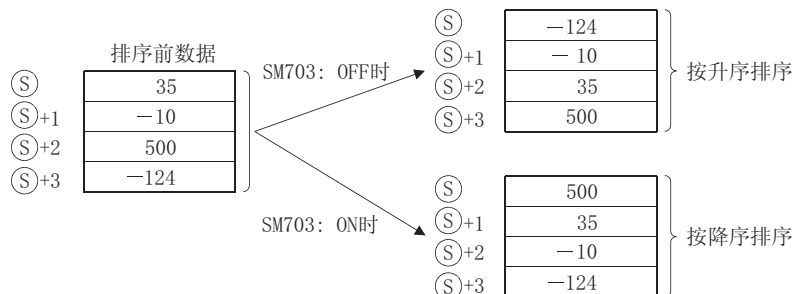 排序前数据
Ⓢ 35
Ⓢ+1 −10
Ⓢ+2 500
Ⓢ+3 −124
SM703: OFF时
Ⓢ −124
Ⓢ+1 −10
Ⓢ+2 35
Ⓢ+3 500
按升序排序
SM703: ON时
Ⓢ 500
Ⓢ+1 35
Ⓢ+2 −10
Ⓢ+3 −124
按降序排序